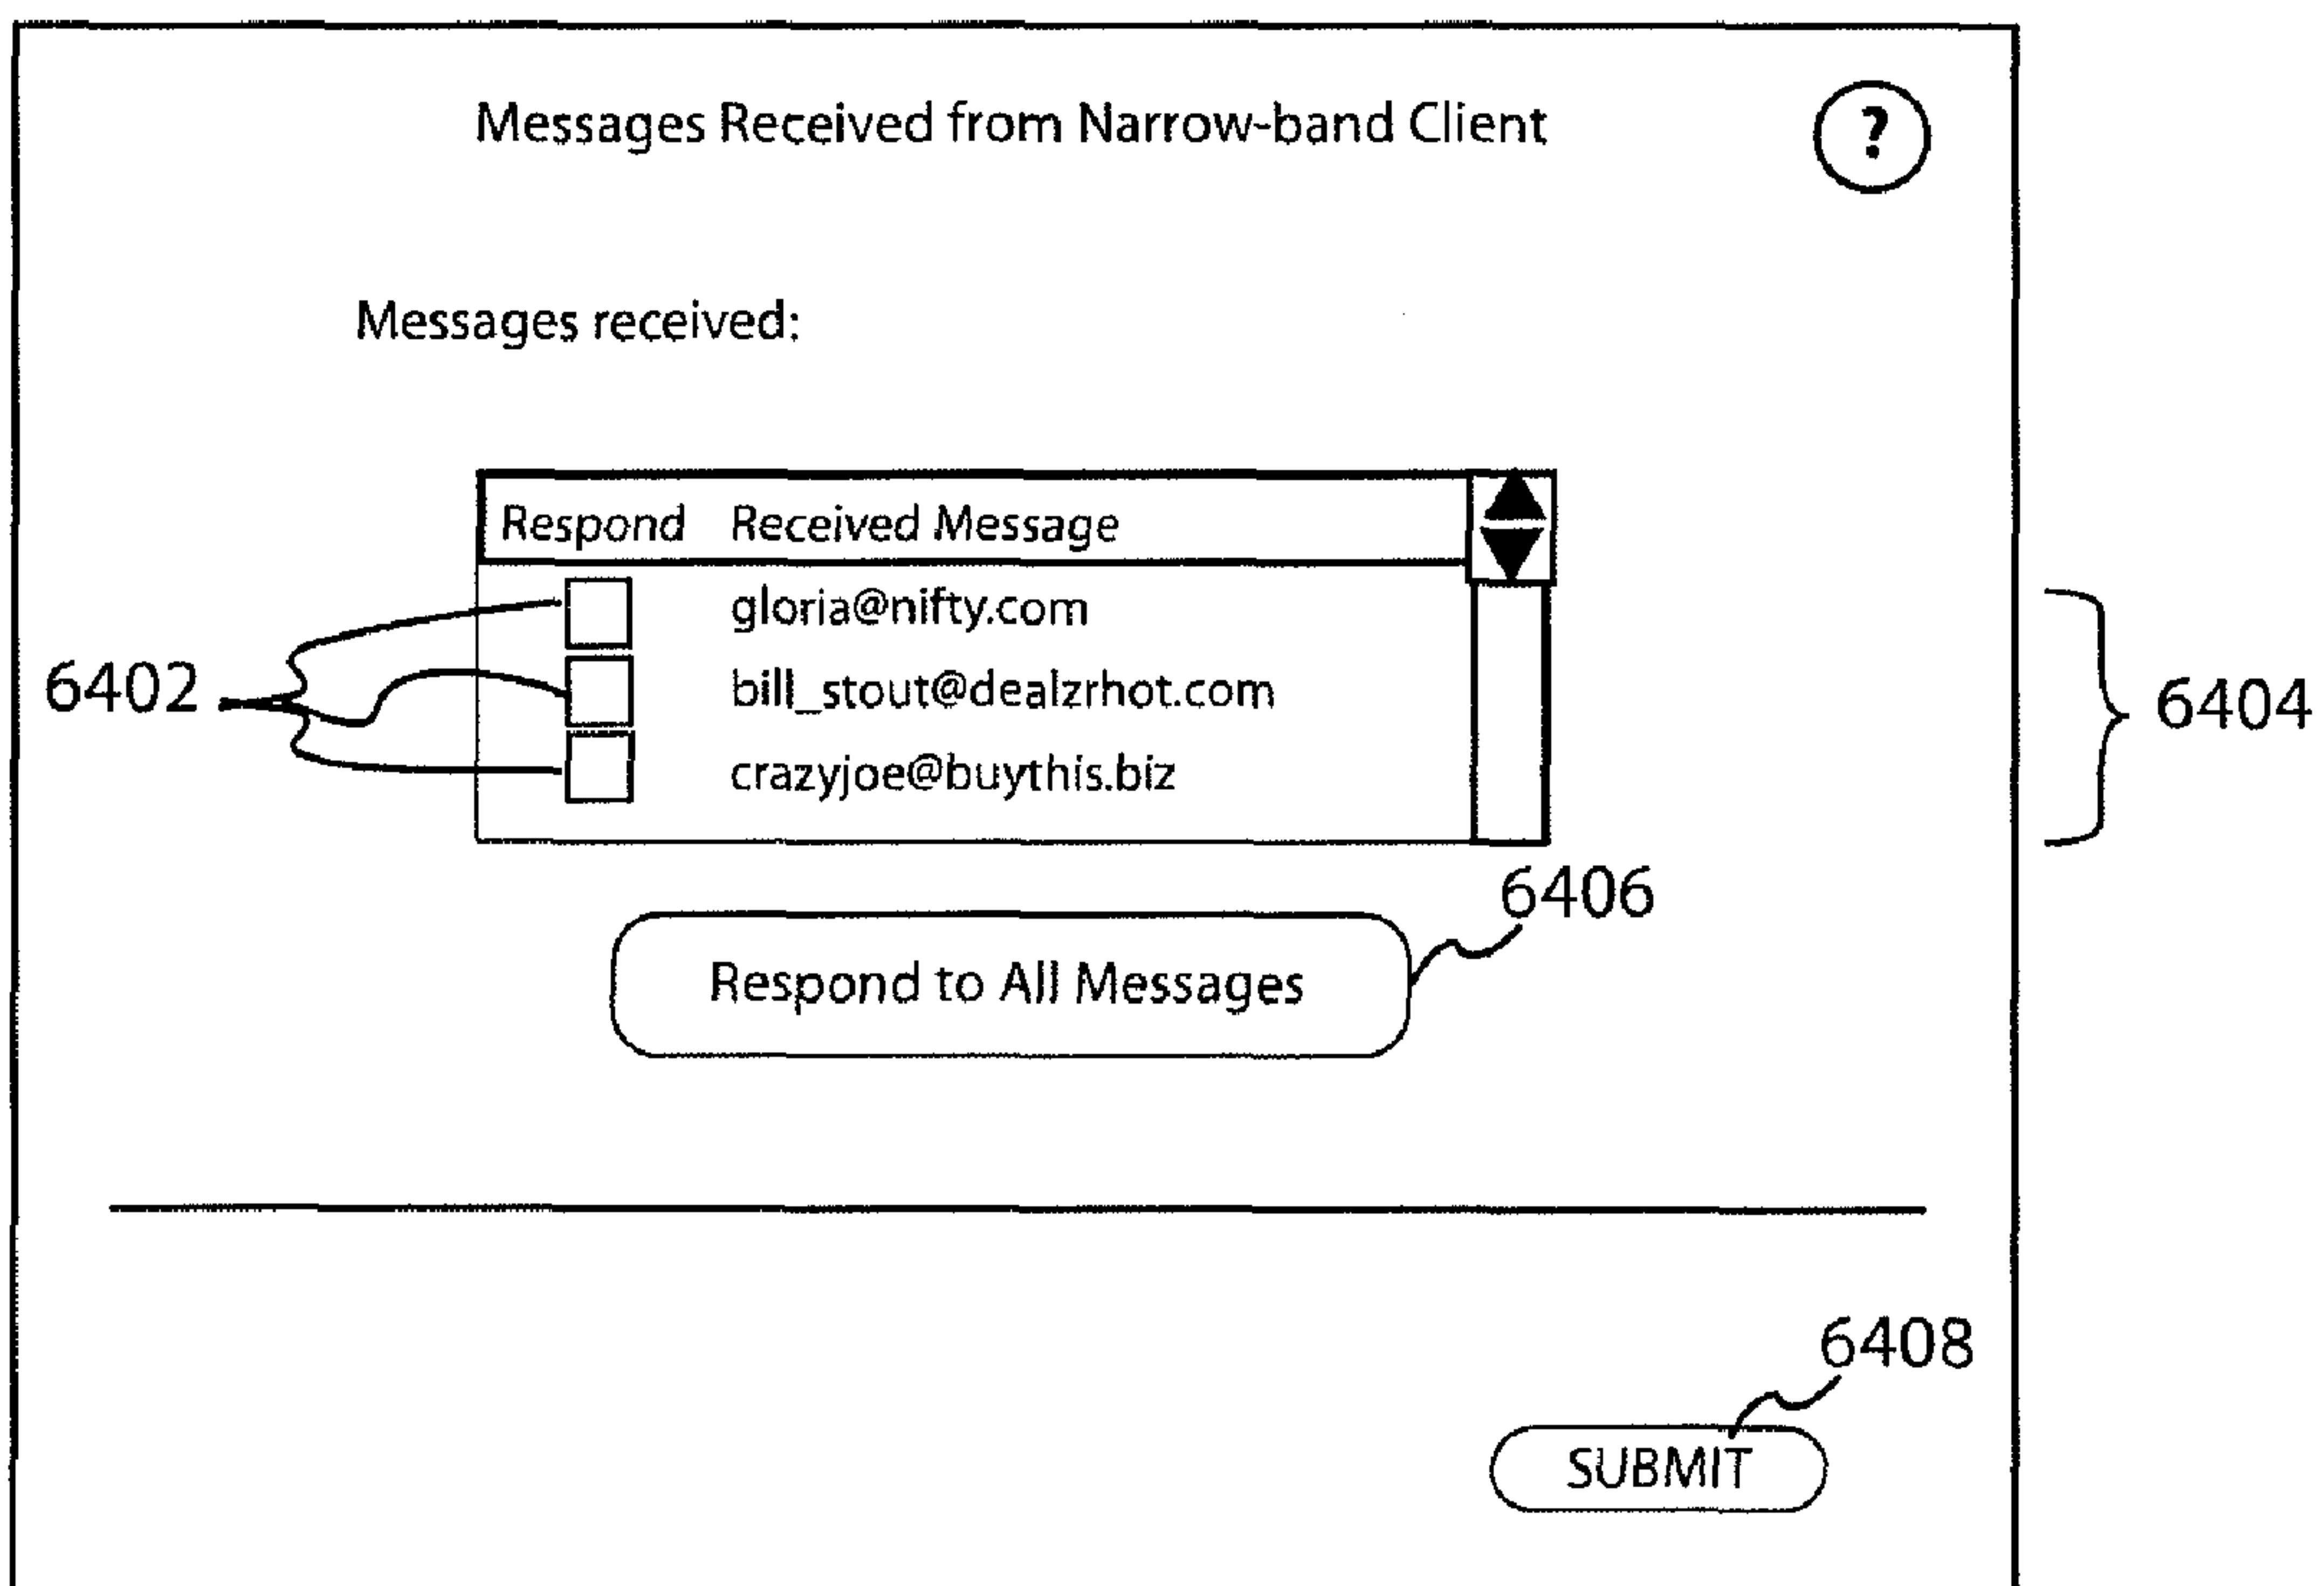 Messages Received from Narrow-band Client
?
Messages received:
Respond Received Message
gloria@nifty.com
6402 bill_stout@dealzrhot.com 6404
crazyjoe@buythis.biz
6406
Respond to All Messages
6408
SUBMIT